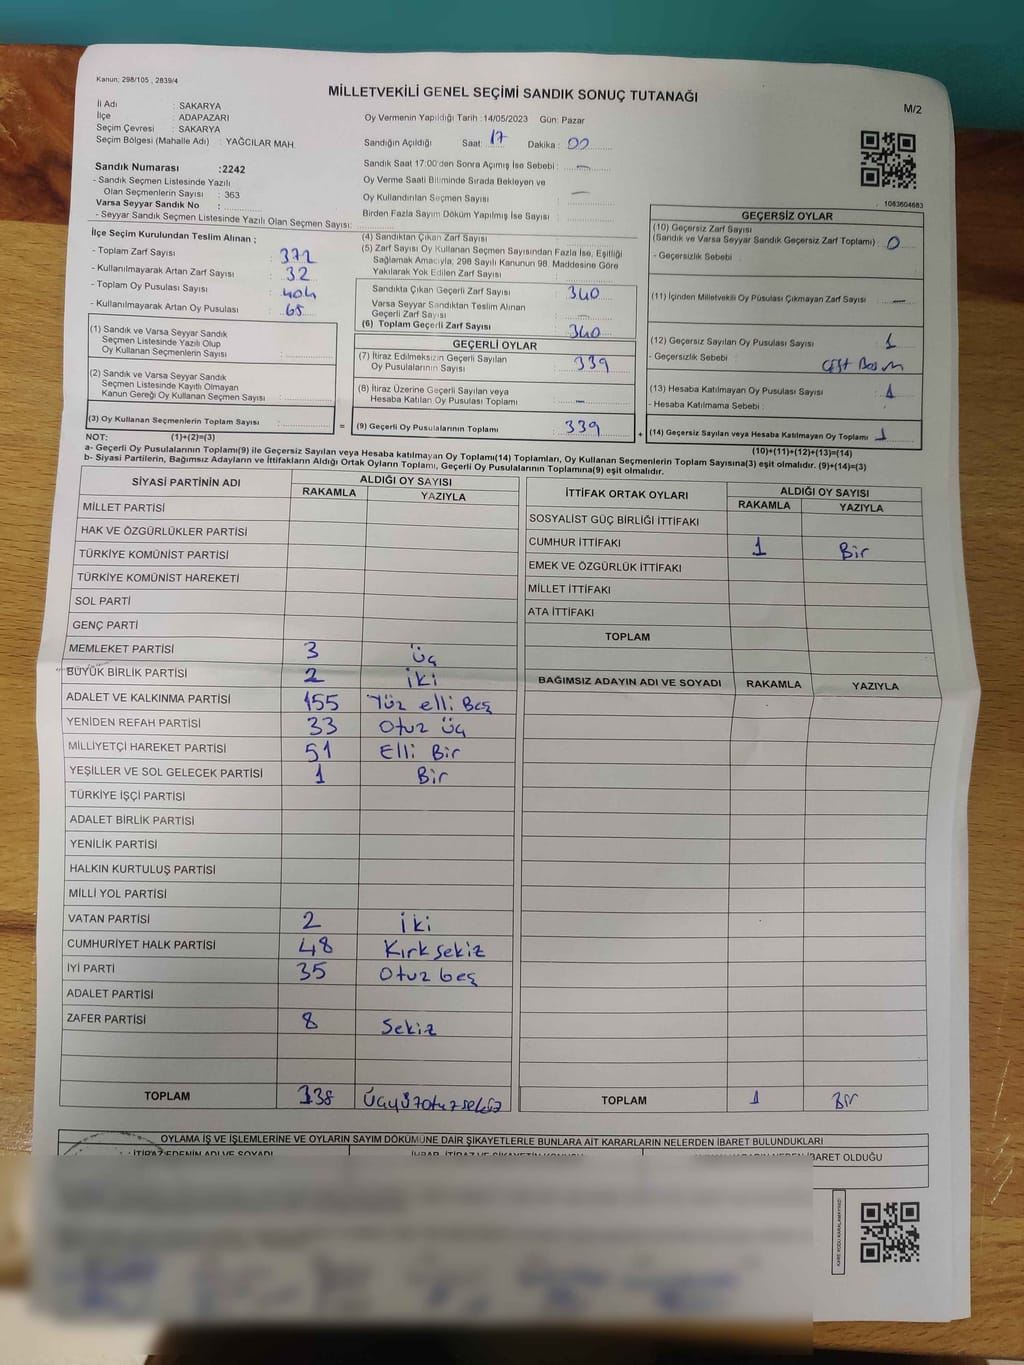 Kanun; 298/105 , 2839/4
MİLLETVEKİLİ GENEL SEÇİMİ SANDIK SONUÇ TUTANAĞI
M/2
İl Adı : SAKARYA
İlçe : ADAPAZARI
Seçim Çevresi : SAKARYA
Seçim Bölgesi (Mahalle Adı) : YAĞCILAR MAH.
Oy Vermenin Yapıldığı Tarih :14/05/2023 Gün: Pazar
Sandığın Açıldığı Saat: 17 Dakika : 00
Sandık Saat 17:00'den Sonra Açımış İse Sebebi : —
Oy Verme Saati Bitiminde Sırada Bekleyen ve
Oy Kullandırılan Seçmen Sayısı : —
Birden Fazla Sayım Döküm Yapılmış İse Sayısı :
Sandık Numarası :2242
- Sandık Seçmen Listesinde Yazılı
Olan Seçmenlerin Sayısı : 363
Varsa Seyyar Sandık No :
- Seyyar Sandık Seçmen Listesinde Yazılı Olan Seçmen Sayısı:
1083604683
İlçe Seçim Kurulundan Teslim Alınan ;
- Toplam Zarf Sayısı : 372
- Kullanılmayarak Artan Zarf Sayısı : 32
- Toplam Oy Pusulası Sayısı : 404
- Kullanılmayarak Artan Oy Pusulası : 65
(1) Sandık ve Varsa Seyyar Sandık
Seçmen Listesinde Yazılı Olup
Oy Kullanan Seçmenlerin Sayısı :
(2) Sandık ve Varsa Seyyar Sandık
Seçmen Listesinde Kayıtlı Olmayan
Kanun Gereği Oy Kullanan Seçmen Sayısı :
(3) Oy Kullanan Seçmenlerin Toplam Sayısı :
(4) Sandıktan Çıkan Zarf Sayısı :
(5) Zarf Sayısı Oy Kullanan Seçmen Sayısından Fazla İse, Eşitliği
Sağlamak Amacıyla, 298 Sayılı Kanunun 98. Maddesine Göre
Yakılarak Yok Edilen Zarf Sayısı :
Sandıkta Çıkan Geçerli Zarf Sayısı : 340
Varsa Seyyar Sandıktan Teslim Alınan
Geçerli Zarf Sayısı : —
(6) Toplam Geçerli Zarf Sayısı : 340
GEÇERLİ OYLAR
(7) İtiraz Edilmeksizin Geçerli Sayılan
Oy Pusulalarının Sayısı : 339
(8) İtiraz Üzerine Geçerli Sayılan veya
Hesaba Katılan Oy Pusulası Toplamı : —
= (9) Geçerli Oy Pusulalarının Toplamı : 339 +
GEÇERSİZ OYLAR
(10) Geçersiz Zarf Sayısı
(Sandık ve Varsa Seyyar Sandık Geçersiz Zarf Toplamı) : 0
- Geçersizlik Sebebi :
(11) İçinden Milletvekili Oy Pusulası Çıkmayan Zarf Sayısı : —
(12) Geçersiz Sayılan Oy Pusulası Sayısı : 1
- Geçersizlik Sebebi :
(13) Hesaba Katılmayan Oy Pusulası Sayısı : 1
- Hesaba Katılmama Sebebi :
(14) Geçersiz Sayılan veya Hesaba Katılmayan Oy Toplamı : 1
NOT: (1)+(2)=(3)
(10)+(11)+(12)+(13)=(14)
a- Geçerli Oy Pusulaların Toplamı(9) ile Geçersiz Sayılan veya Hesaba katılmayan Oy Toplamı(14) Toplamları, Oy Kullanan Seçmenlerin Toplam Sayısına(3) eşit olmalıdır. (9)+(14)=(3)
b- Siyasi Partilerin, Bağımsız Adayların ve İttifakların Aldığı Ortak Oyların Toplamı, Geçerli Oy Pusulalarının Toplamına(9) eşit olmalıdır.
SİYASİ PARTİNİN ADI ALDIĞI OY SAYISI
RAKAMLA YAZIYLA
MİLLET PARTİSİ
HAK VE ÖZGÜRLÜKLER PARTİSİ
TÜRKİYE KOMÜNİST PARTİSİ
TÜRKİYE KOMÜNİST HAREKETİ
SOL PARTİ
GENÇ PARTİ
MEMLEKET PARTİSİ 3 Üç
BÜYÜK BİRLİK PARTİSİ 2 iki
ADALET VE KALKINMA PARTİSİ 155 Yüz elli Beş
YENİDEN REFAH PARTİSİ 33 Otuz üç
MİLLİYETÇİ HAREKET PARTİSİ 51 Elli Bir
YEŞİLLER VE SOL GELECEK PARTİSİ 1 Bir
TÜRKİYE İŞÇİ PARTİSİ
ADALET BİRLİK PARTİSİ
YENİLİK PARTİSİ
HALKIN KURTULUŞ PARTİSİ
MİLLİ YOL PARTİSİ
VATAN PARTİSİ 2 iki
CUMHURİYET HALK PARTİSİ 48 Kırk sekiz
İYİ PARTİ 35 Otuz beş
ADALET PARTİSİ
ZAFER PARTİSİ 8 Sekiz
TOPLAM 338 Üçyüzotuzsekiz
İTTİFAK ORTAK OYLARI ALDIĞI OY SAYISI
RAKAMLA YAZIYLA
SOSYALİST GÜÇ BİRLİĞİ İTTİFAKI
CUMHUR İTTİFAKI 1 Bir
EMEK VE ÖZGÜRLÜK İTTİFAKI
MİLLET İTTİFAKI
ATA İTTİFAKI
TOPLAM
BAĞIMSIZ ADAYIN ADI VE SOYADI RAKAMLA YAZIYLA
TOPLAM 1 Bir
OYLAMA İŞ VE İŞLEMLERİNE VE OYLARIN SAYIM DÖKÜMÜNE DAİR ŞİKAYETLERLE BUNLARA AİT KARARLARIN NELERDEN İBARET BULUNDUKLARI
İTİRAZ EDENİN ADI VE SOYADI
İBARET OLDUĞU